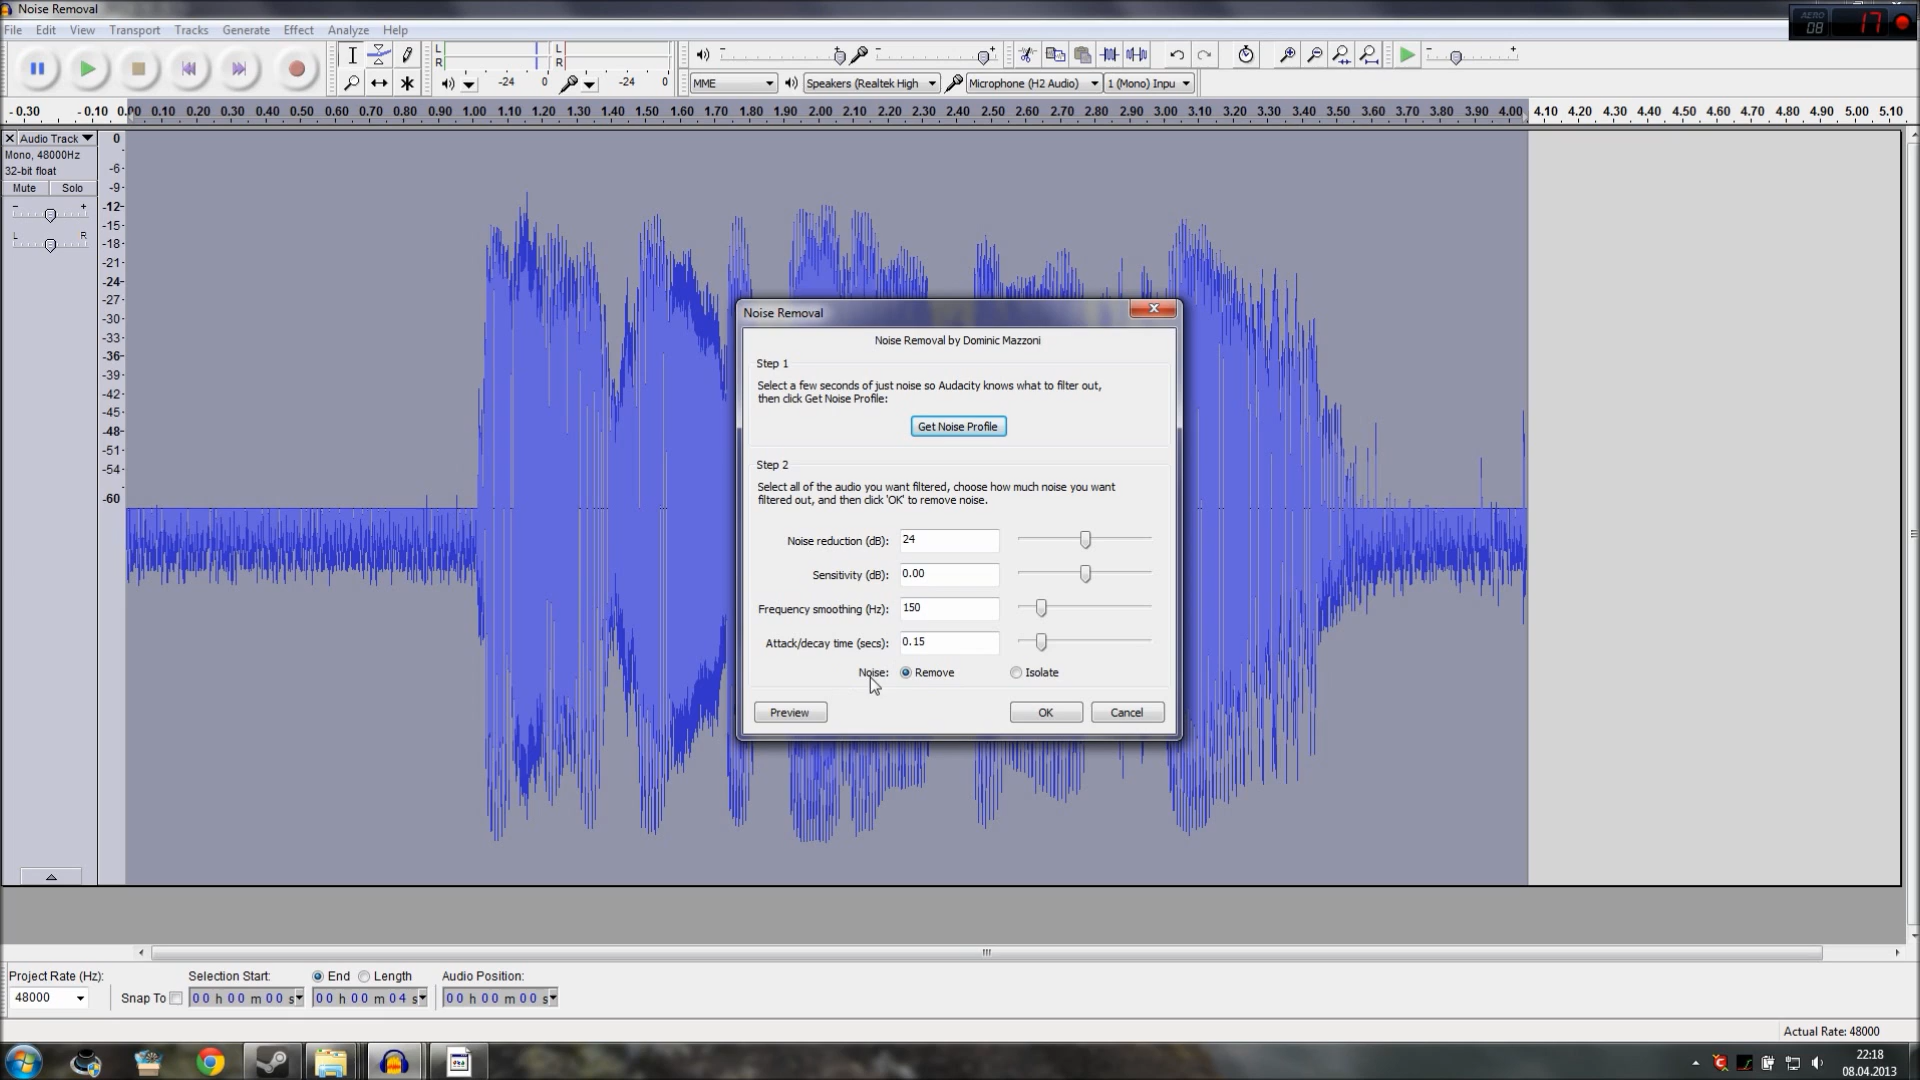 Noise Removal
File Edit View Transport Tracks Generate Effect Analyze Help
AERO
08
17
L
R
-24 0
L
R
-24 0
MME
Speakers (Realtek High
Microphone (H2 Audio)
1 (Mono) Inpu
-0.30 -0.10 0.00 0.10 0.20 0.30 0.40 0.50 0.60 0.70 0.80 0.90 1.00 1.10 1.20 1.30 1.40 1.50 1.60 1.70 1.80 1.90 2.00 2.10 2.20 2.30 2.40 2.50 2.60 2.70 2.80 2.90 3.00 3.10 3.20 3.30 3.40 3.50 3.60 3.70 3.80 3.90 4.00 4.10 4.20 4.30 4.40 4.50 4.60 4.70 4.80 4.90 5.00 5.10
Audio Track
Mono, 48000Hz
32-bit float
Mute Solo
- +
L R
0
-6
-9
-12
-15
-18
-21
-24
-27
-30
-33
-36
-39
-42
-45
-48
-51
-54
-60
Noise Removal
Noise Removal by Dominic Mazzoni
Step 1
Select a few seconds of just noise so Audacity knows what to filter out,
then click Get Noise Profile:
Get Noise Profile
Step 2
Select all of the audio you want filtered, choose how much noise you want
filtered out, and then click 'OK' to remove noise.
Noise reduction (dB): 24
Sensitivity (dB): 0.00
Frequency smoothing (Hz): 150
Attack/decay time (secs): 0.15
Noise: Remove Isolate
Preview OK Cancel
Project Rate (Hz): Selection Start: End Length Audio Position:
48000 Snap To 00 h 00 m 00 s 00 h 00 m 04 s 00 h 00 m 00 s
Actual Rate: 48000
22:18
08.04.2013